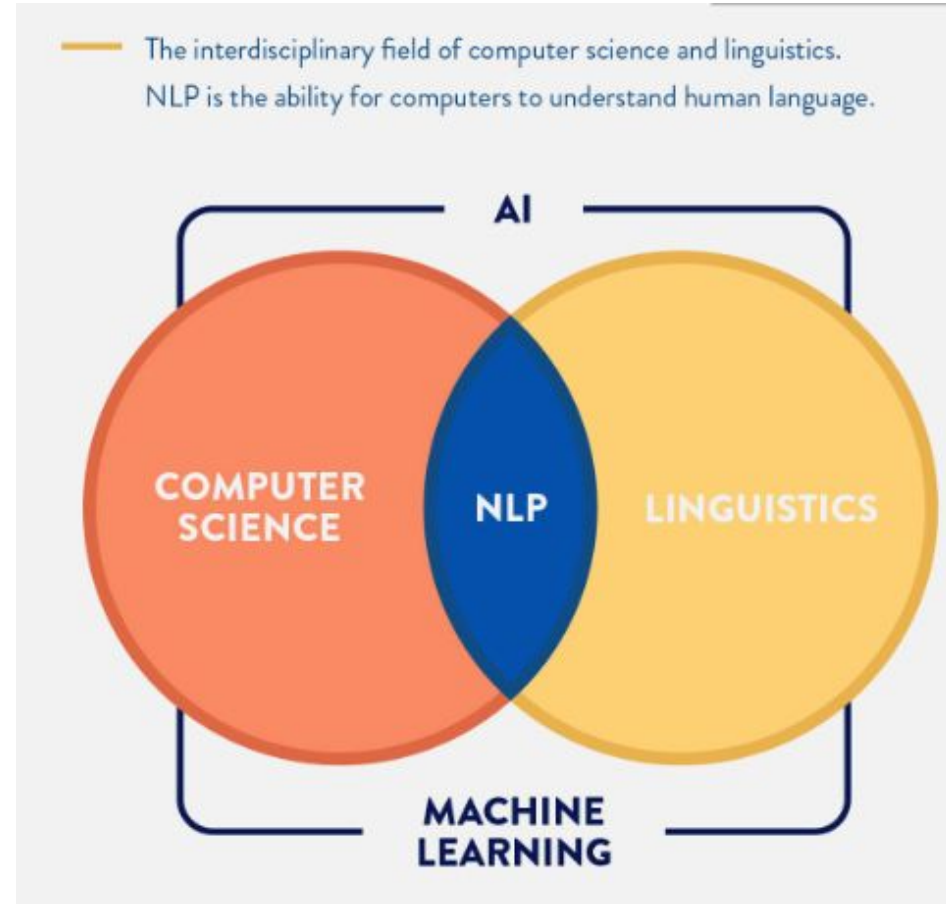 The interdisciplinary field of computer science and linguistics.
NLP is the ability for computers to understand human language.
AI
COMPUTER
SCIENCE
NLP
LINGUISTICS
MACHINE
LEARNING